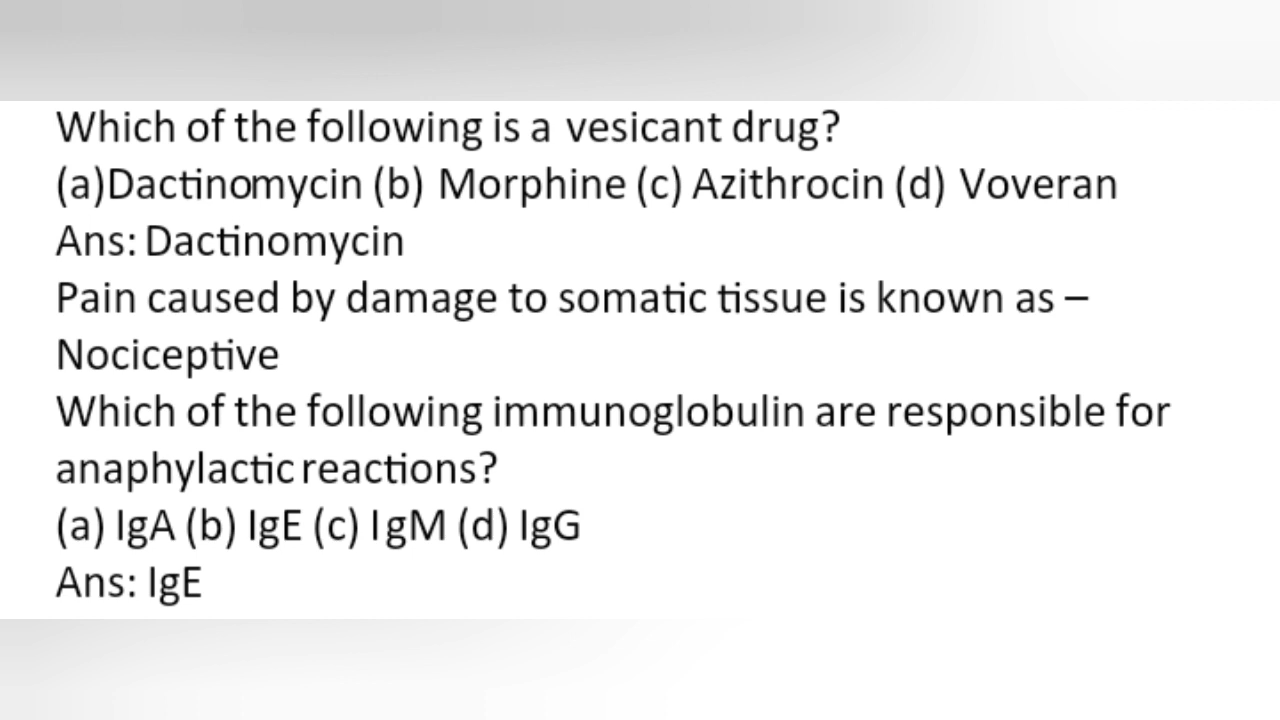 Which of the following is a vesicant drug?
(a)Dactinomycin (b) Morphine (c) Azithrocin (d) Voveran
Ans: Dactinomycin
Pain caused by damage to somatic tissue is known as –
Nociceptive
Which of the following immunoglobulin are responsible for
anaphylactic reactions?
(a) IgA (b) IgE (c) IgM (d) IgG
Ans: IgE